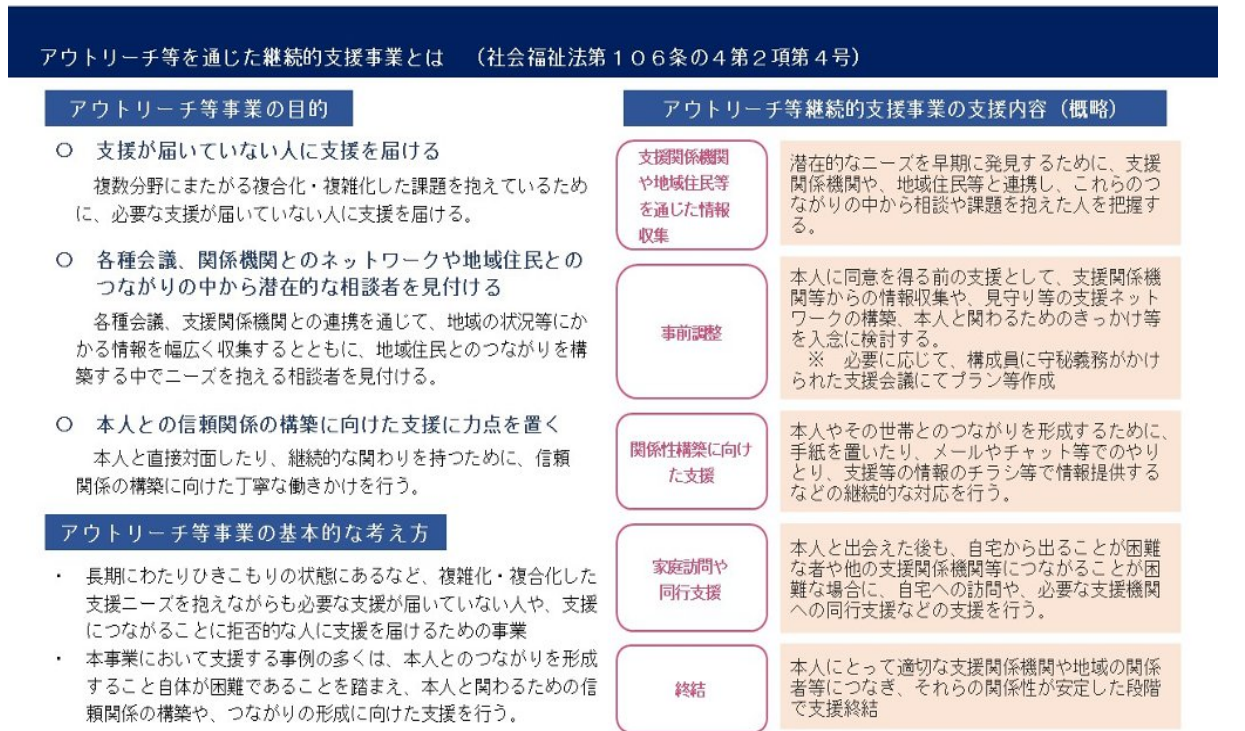 アウトリーチ等を通じた継続的支援事業とは　（社会福祉法第１０６条の４第２項第４号）
アウトリーチ等事業の目的
○　支援が届いていない人に支援を届ける
複数分野にまたがる複合化・複雑化した課題を抱えているため
に、必要な支援が届いていない人に支援を届ける。
○　各種会議、関係機関とのネットワークや地域住民との
つながりの中から潜在的な相談者を見付ける
各種会議、支援関係機関との連携を通じて、地域の状況等にか
かる情報を幅広く収集するとともに、地域住民とのつながりを構
築する中でニーズを抱える相談者を見付ける。
○　本人との信頼関係の構築に向けた支援に力点を置く
本人と直接対面したり、継続的な関わりを持つために、信頼
関係の構築に向けた丁寧な働きかけを行う。
アウトリーチ等事業の基本的な考え方
・　長期にわたりひきこもりの状態にあるなど、複雑化・複合化した
支援ニーズを抱えながらも必要な支援が届いていない人や、支援
につながることに拒否的な人に支援を届けるための事業
・　本事業において支援する事例の多くは、本人とのつながりを形成
すること自体が困難であることを踏まえ、本人と関わるための信
頼関係の構築や、つながりの形成に向けた支援を行う。
アウトリーチ等継続的支援事業の支援内容（概略）
支援関係機関
や地域住民等
を通じた情報
収集
潜在的なニーズを早期に発見するために、支援
関係機関や、地域住民等と連携し、これらのつ
ながりの中から相談や課題を抱えた人を把握す
る。
事前調整
本人に同意を得る前の支援として、支援関係機
関等からの情報収集や、見守り等の支援ネット
ワークの構築、本人と関わるためのきっかけ等
を入念に検討する。
※　必要に応じて、構成員に守秘義務がかけ
られた支援会議にてプラン等作成
関係性構築に向け
た支援
本人やその世帯とのつながりを形成するために、
手紙を置いたり、メールやチャット等でのやり
とり、支援等の情報のチラシ等で情報提供する
などの継続的な対応を行う。
家庭訪問や
同行支援
本人と出会えた後も、自宅から出ることが困難
な者や他の支援関係機関等につながることが困
難な場合に、自宅への訪問や、必要な支援機関
への同行支援などの支援を行う。
終結
本人にとって適切な支援関係機関や地域の関係
者等につなぎ、それらの関係性が安定した段階
で支援終結